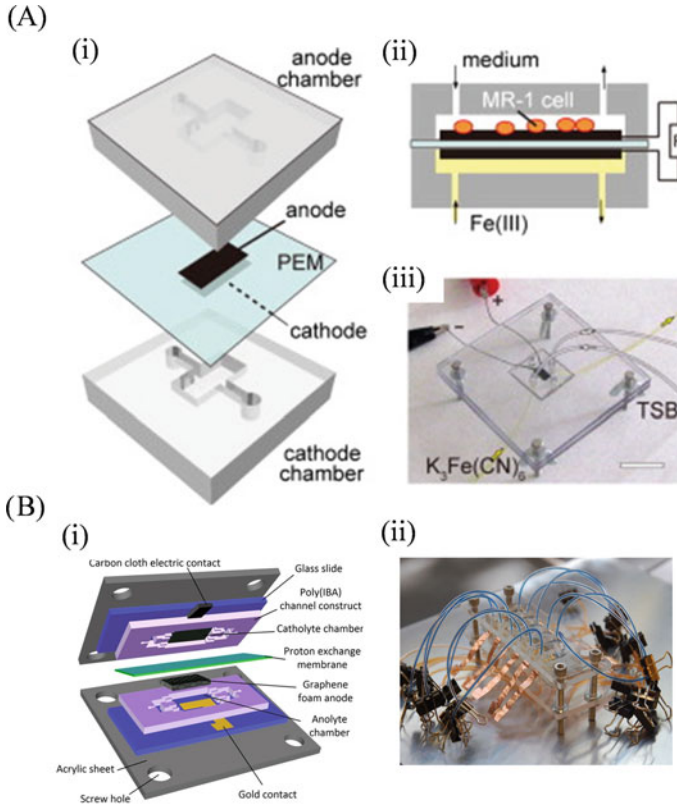 (A)
(i)
anode
chamber
anode
PEM
cathode
cathode
chamber
(ii)
medium
MR-1 cell
Fe(III)
(iii)
+
-
TSB
K3Fe(CN)6
(B)
(i)
Carbon cloth electric contact
Glass slide
Poly(IBA)
channel construct
Catholyte chamber
Proton exchange
membrane
Graphene
foam anode
Anolyte
chamber
Acrylic sheet
Screw hole
Gold contact
(ii)